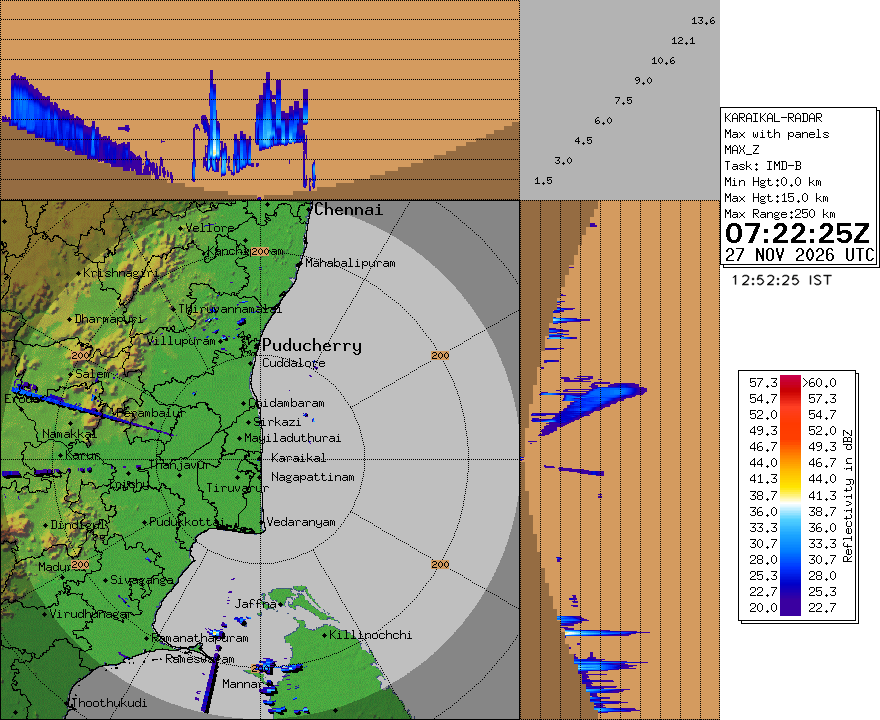 13.6
12.1
10.6
9.0
7.5
6.0
4.5
3.0
1.5
KARAIKAL-RADAR
Max with panels
MAX_Z
Task: IMD-B
Min Hgt:0.0 km
Max Hgt:15.0 km
Max Range:250 km
07:22:25Z
27 NOV 2026 UTC
12:52:25 IST
Chennai
Vellore
200
Mahabalipuram
Krishnagiri
Thiruvannamalai
Dharmapuri
Villupuram
Puducherry
200
200
Cuddalore
Salem
Perambalur
Chidambaram
Sirkazi
Namakkal
Mayiladuthurai
Karur
Thanjavur
Karaikal
Nagapattinam
Tiruvarur
Dindigul
Pudukkottai
Vedaranyam
200
200
Sivaganga
Jaffna
Virudhunagar
Ramanathapuram
Killinochchi
Rameswaram
Mannar
Thoothukudi
57.3 >60.0
54.7 57.3
52.0 54.7
49.3 52.0
46.7 49.3
44.0 46.7
41.3 44.0
38.7 41.3
36.0 38.7
33.3 36.0
30.7 33.3
28.0 30.7
25.3 28.0
22.7 25.3
20.0 22.7
Reflectivity in dBZ